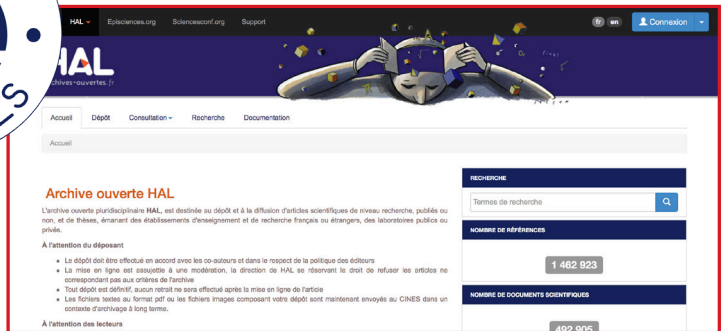 HAL
Episciences.org
Sciencesconf.org
Support
fr
en
Connexion
HAL
archives-ouvertes.fr
Accueil
Dépôt
Consultation
Recherche
Documentation
Accueil
Archive ouverte HAL
L'archive ouverte pluridisciplinaire HAL, est destinée au dépôt et à la diffusion d'articles scientifiques de niveau recherche, publiés ou
non, et de thèses, émanant des établissements d'enseignement et de recherche français ou étrangers, des laboratoires publics ou
privés.
À l'attention du déposant
Le dépôt doit être effectué en accord avec les co-auteurs et dans le respect de la politique des éditeurs
La mise en ligne est assujettie à une modération, la direction de HAL se réservant le droit de refuser les articles ne
correspondant pas aux critères de l'archive
Tout dépôt est définitif, aucun retrait ne sera effectué après la mise en ligne de l'article
Les fichiers textes au format pdf ou les fichiers images composant votre dépôt sont maintenant envoyés au CINES dans un
contexte d'archivage à long terme.
À l'attention des lecteurs
RECHERCHE
Termes de recherche
NOMBRE DE RÉFÉRENCES
1 462 923
NOMBRE DE DOCUMENTS SCIENTIFIQUES
492 905